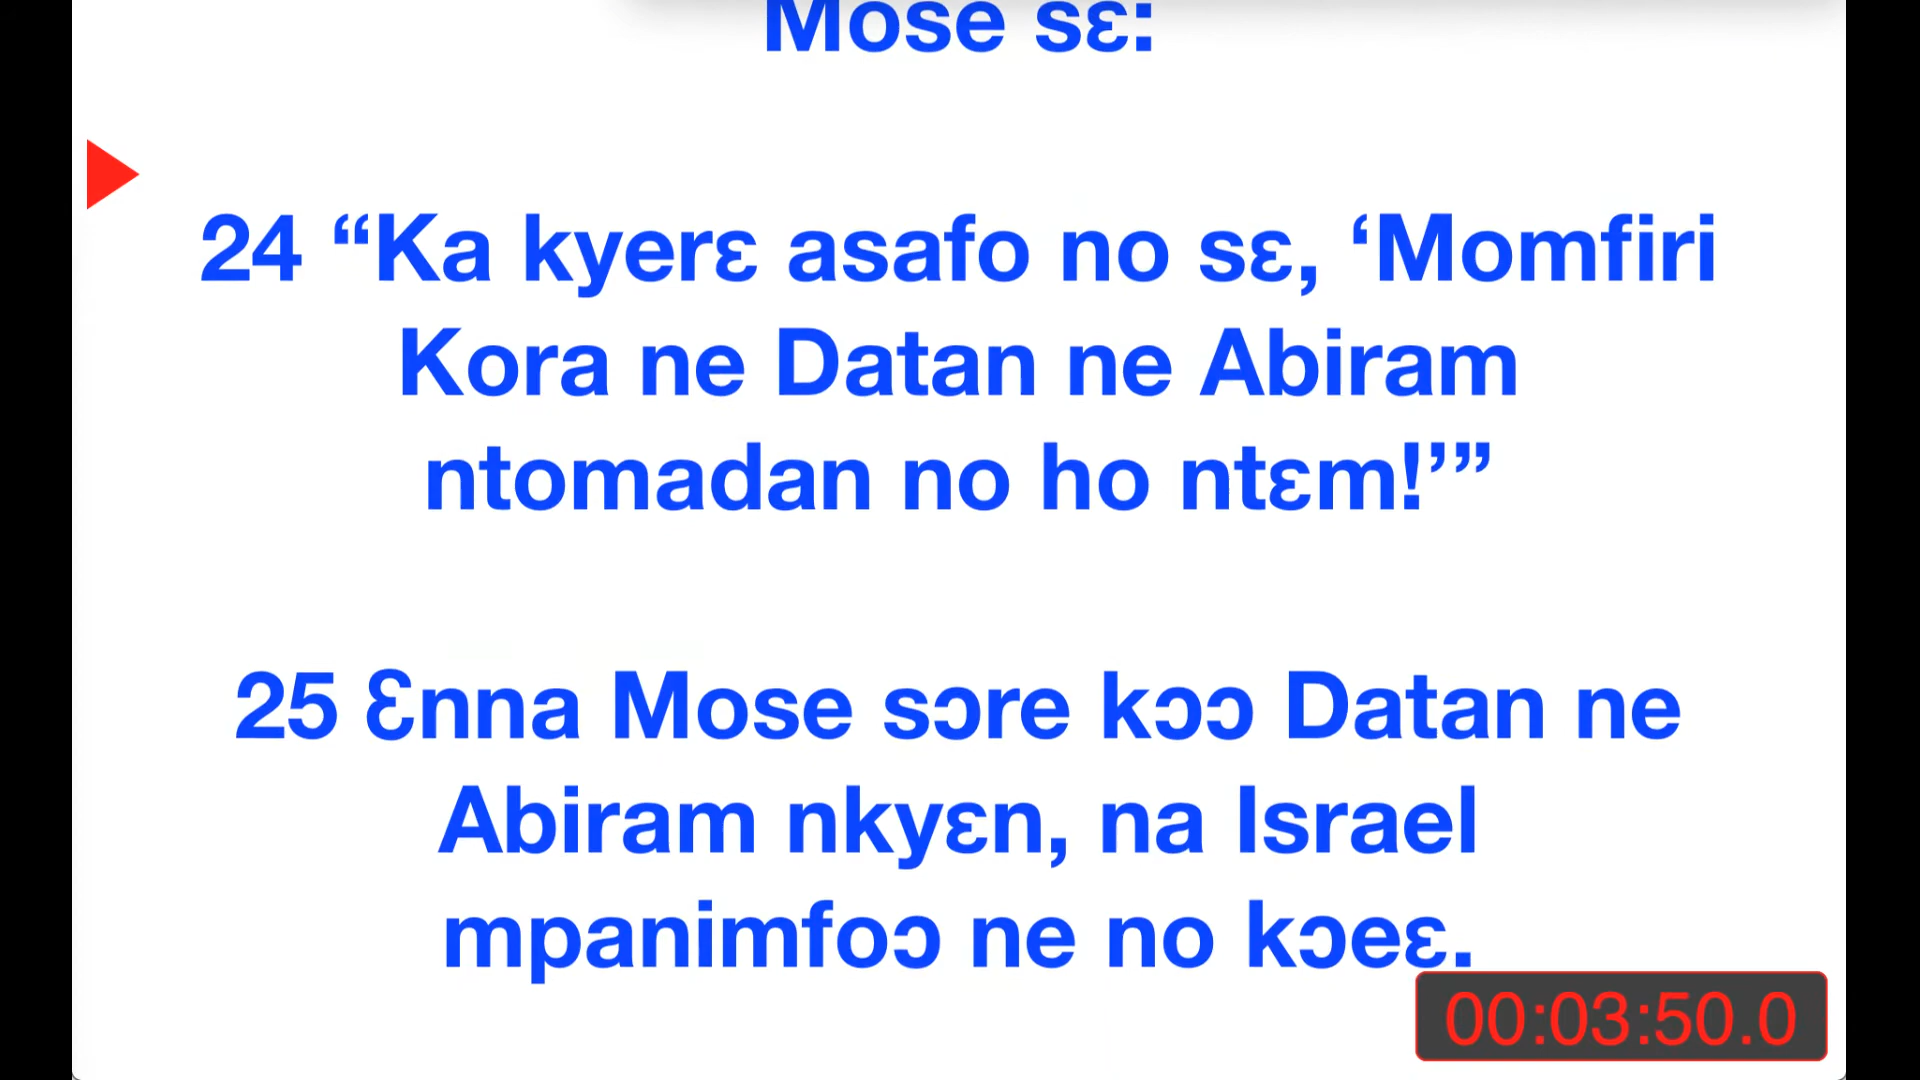 Mose sɛ:
24 “Ka kyerɛ asafo no sɛ, ‘Momfiri
Kora ne Datan ne Abiram
ntomadan no ho ntɛm!’”
25 Ɛnna Mose sɔre kɔɔ Datan ne
Abiram nkyɛn, na Israel
mpanimfoɔ ne no kɔeɛ.
00:03:50.0